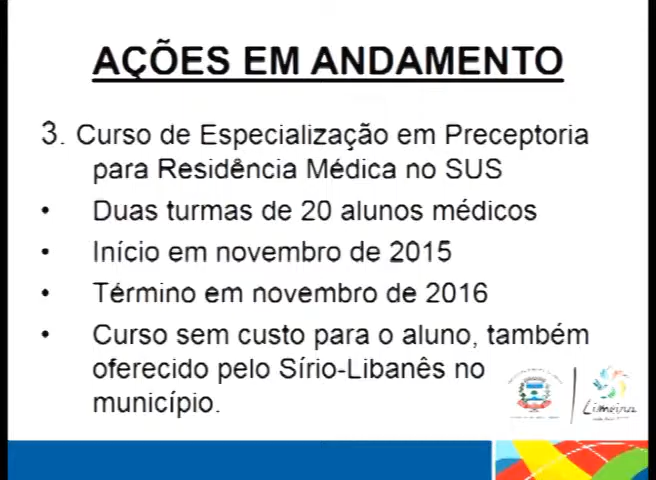 AÇÕES EM ANDAMENTO
3. Curso de Especialização em Preceptoria
para Residência Médica no SUS
• Duas turmas de 20 alunos médicos
• Início em novembro de 2015
• Término em novembro de 2016
• Curso sem custo para o aluno, também
oferecido pelo Sírio-Libanês no
município.
Limeira